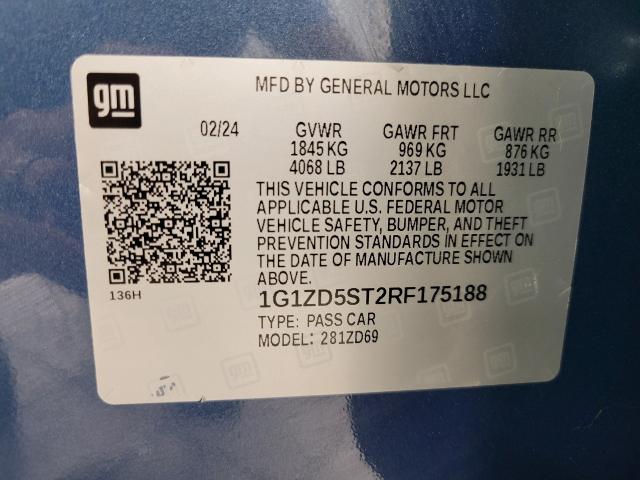 gm
MFD BY GENERAL MOTORS LLC
02/24 GVWR GAWR FRT GAWR RR
1845 KG 969 KG 876 KG
4068 LB 2137 LB 1931 LB
THIS VEHICLE CONFORMS TO ALL
APPLICABLE U.S. FEDERAL MOTOR
VEHICLE SAFETY, BUMPER, AND THEFT
PREVENTION STANDARDS IN EFFECT ON
THE DATE OF MANUFACTURE SHOWN
ABOVE.
136H
1G1ZD5ST2RF175188
TYPE: PASS CAR
MODEL: 281ZD69